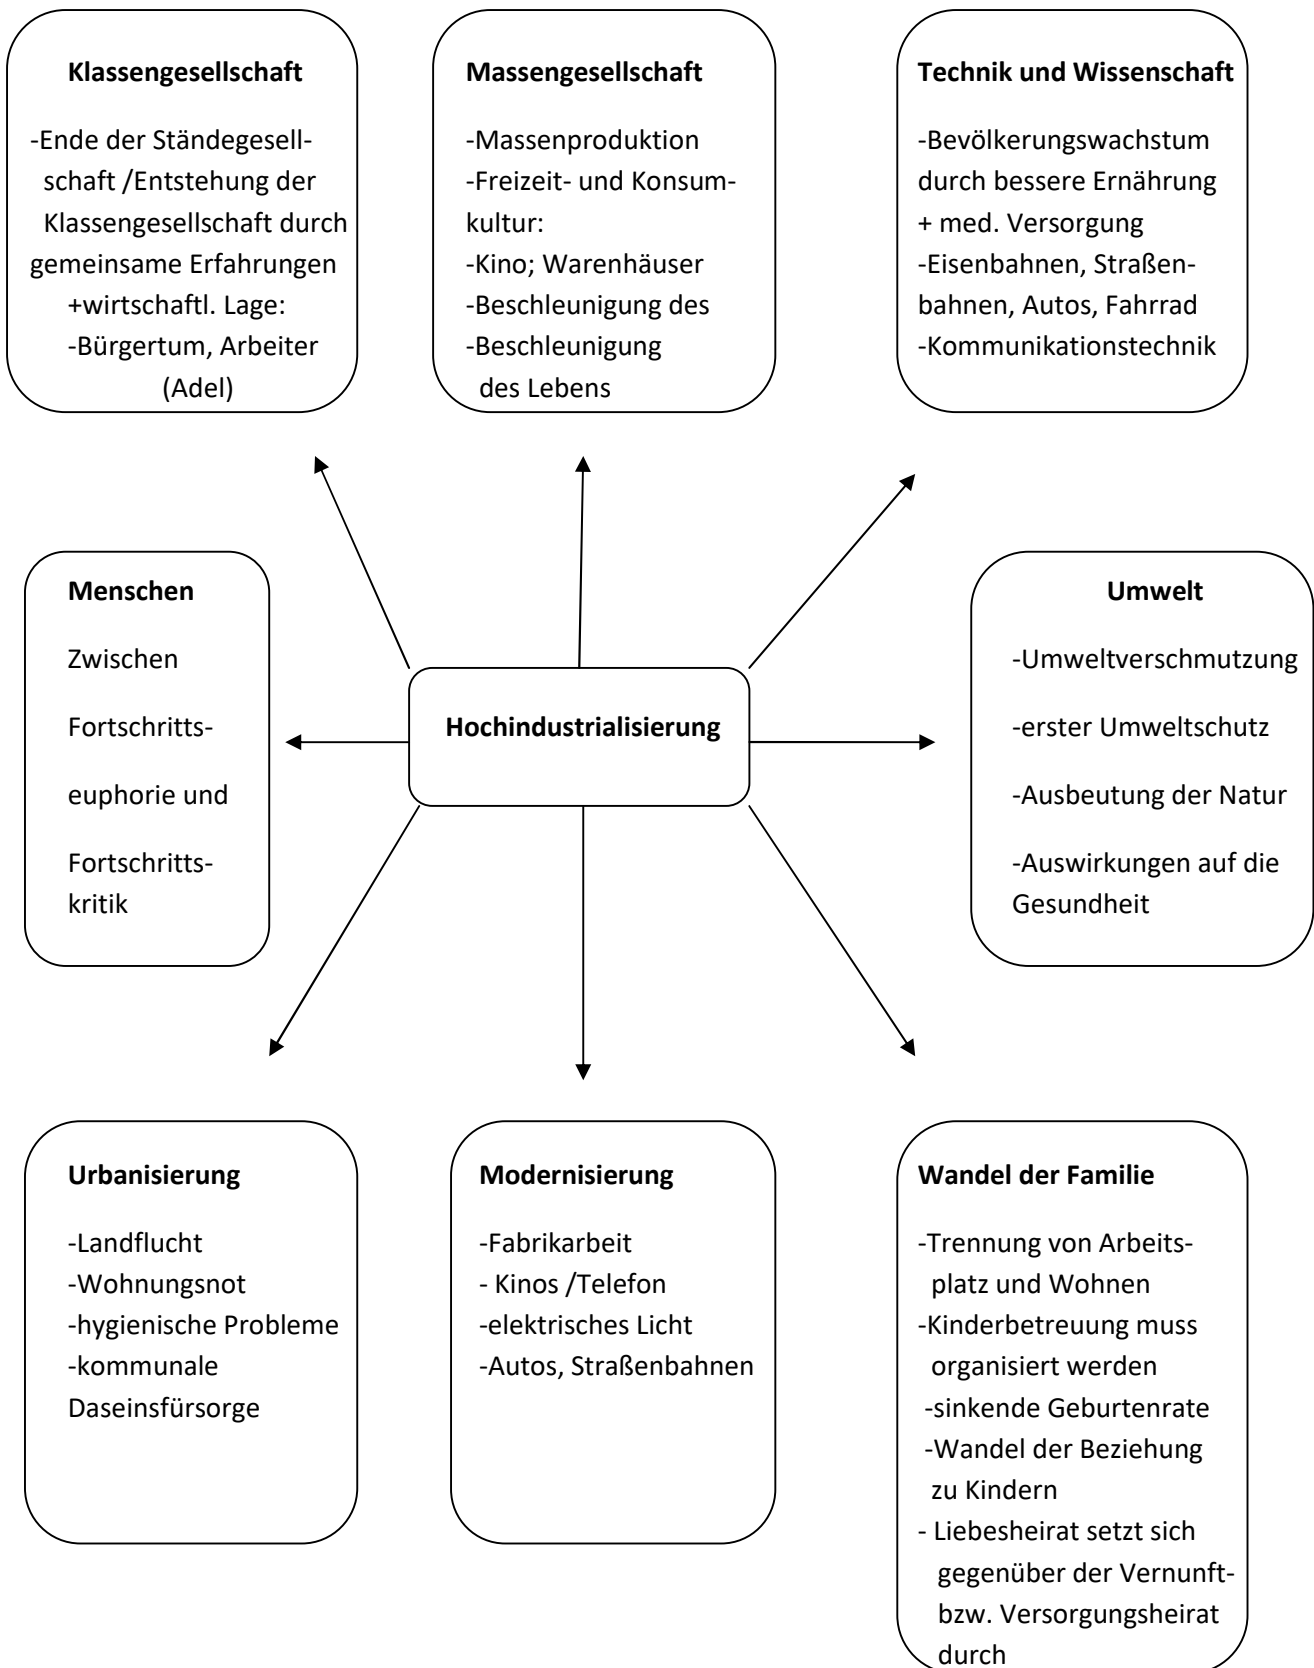 Klassengesellschaft
-Ende der Ständegesell-
schaft /Entstehung der
Klassengesellschaft durch
gemeinsame Erfahrungen
+wirtschaftl. Lage:
-Bürgertum, Arbeiter
(Adel)
Massengesellschaft
-Massenproduktion
-Freizeit- und Konsum-
kultur:
-Kino; Warenhäuser
-Beschleunigung des
-Beschleunigung
des Lebens
Technik und Wissenschaft
-Bevölkerungswachstum
durch bessere Ernährung
+ med. Versorgung
-Eisenbahnen, Straßen-
bahnen, Autos, Fahrrad
-Kommunikationstechnik
Menschen
Zwischen
Fortschritts-
euphorie und
Fortschritts-
kritik
Hochindustrialisierung
Umwelt
-Umweltverschmutzung
-erster Umweltschutz
-Ausbeutung der Natur
-Auswirkungen auf die
Gesundheit
Urbanisierung
-Landflucht
-Wohnungsnot
-hygienische Probleme
-kommunale
Daseinsfürsorge
Modernisierung
-Fabrikarbeit
- Kinos /Telefon
-elektrisches Licht
-Autos, Straßenbahnen
Wandel der Familie
-Trennung von Arbeits-
platz und Wohnen
-Kinderbetreuung muss
organisiert werden
-sinkende Geburtenrate
-Wandel der Beziehung
zu Kindern
- Liebesheirat setzt sich
gegenüber der Vernunft-
bzw. Versorgungsheirat
durch